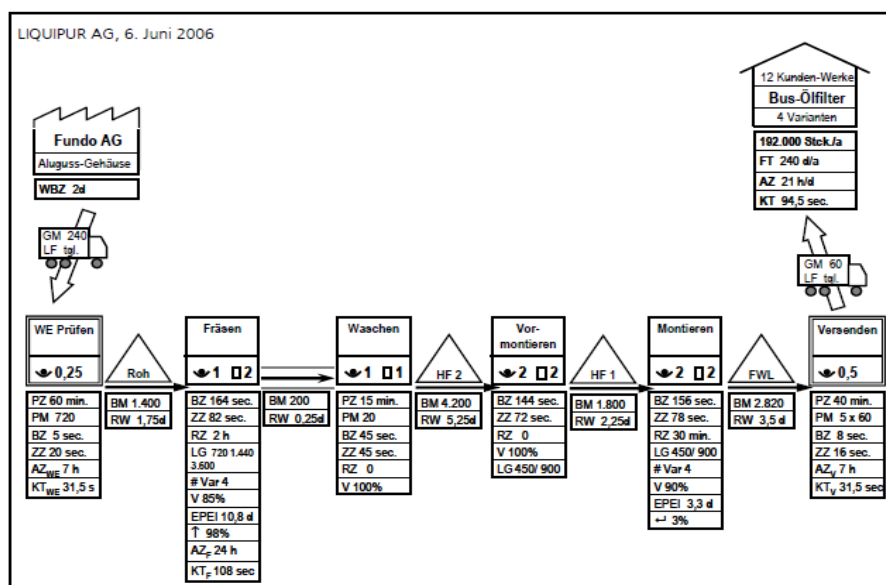 LIQUIPUR AG, 6. Juni 2006
Fundo AG
Aluguss-Gehäuse
WBZ 2d
GM 240
LF tgl.
12 Kunden-Werke
Bus-Ölfilter
4 Varianten
192.000 Stck./a
FT 240 d/a
AZ 21 h/d
KT 94,5 sec.
GM 60
LF tgl.
WE Prüfen
0,25
PZ 60 min.
PM 720
BZ 5 sec.
ZZ 20 sec.
AZWE 7 h
KTWE 31,5 s
Roh
BM 1.400
RW 1,75d
Fräsen
1 2
BZ 164 sec.
ZZ 82 sec.
RZ 2 h
LG 720 1.440
3.600
# Var 4
V 85%
EPEI 10,8 d
↑ 98%
AZF 24 h
KTF 108 sec
BM 200
RW 0,25d
Waschen
1 1
PZ 15 min.
PM 20
BZ 45 sec.
ZZ 45 sec.
RZ 0
V 100%
HF 2
BM 4.200
RW 5,25d
Vor-
montieren
2 2
BZ 144 sec.
ZZ 72 sec.
RZ 0
V 100%
LG 450/ 900
HF 1
BM 1.800
RW 2,25d
Montieren
2 2
BZ 156 sec.
ZZ 78 sec.
RZ 30 min.
LG 450/ 900
# Var 4
V 90%
EPEI 3,3 d
↵ 3%
FWL
BM 2.820
RW 3,5 d
Versenden
0,5
PZ 40 min.
PM 5 x 60
BZ 8 sec.
ZZ 16 sec.
AZV 7 h
KTV 31,5 sec